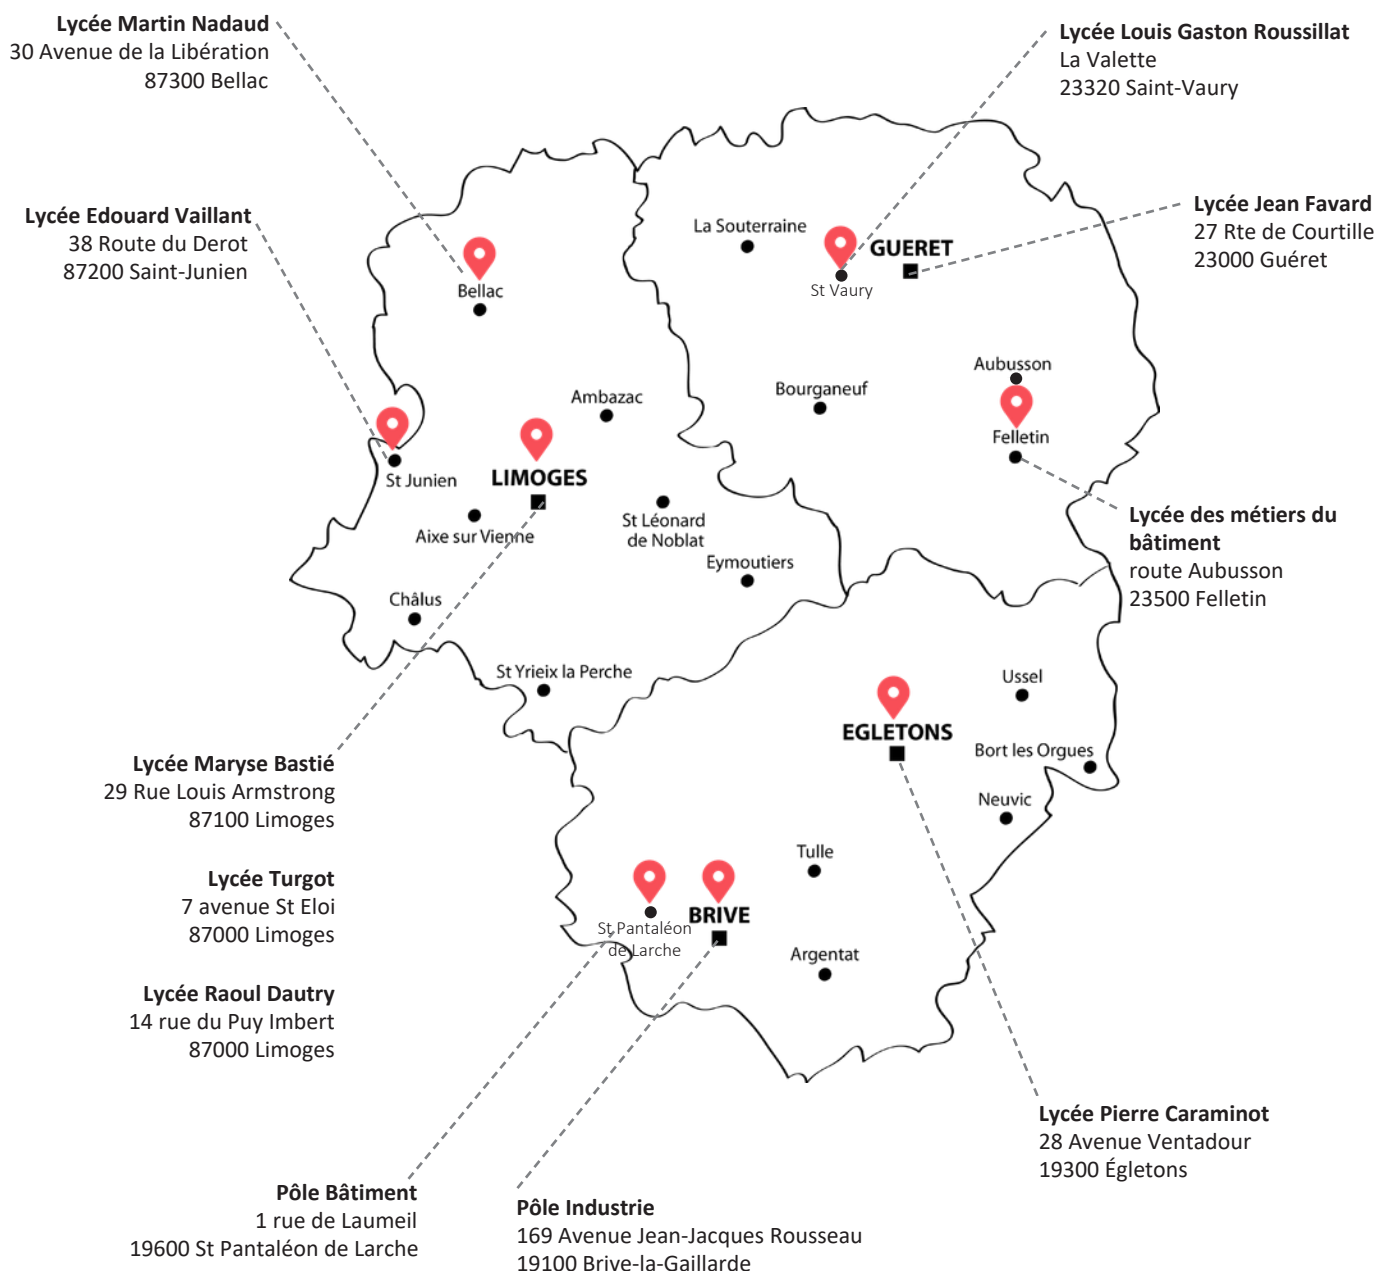 Lycée Martin Nadaud
30 Avenue de la Libération
87300 Bellac
Lycée Louis Gaston Roussillat
La Valette
23320 Saint-Vaury
Lycée Edouard Vaillant
38 Route du Derot
87200 Saint-Junien
Lycée Jean Favard
27 Rte de Courtille
23000 Guéret
La Souterraine
GUERET
St Vaury
Bellac
Aubusson
Bourganeuf
Ambazac
Felletin
LIMOGES
St Junien
Aixe sur Vienne
St Léonard
de Noblat
Eymoutiers
Lycée des métiers du
bâtiment
route Aubusson
23500 Felletin
Châlus
St Yrieix la Perche
Ussel
EGLETONS
Bort les Orgues
Neuvic
Lycée Maryse Bastié
29 Rue Louis Armstrong
87100 Limoges
Tulle
Lycée Turgot
7 avenue St Eloi
87000 Limoges
BRIVE
St Pantaléon
de Larche
Argentat
Lycée Raoul Dautry
14 rue du Puy Imbert
87000 Limoges
Lycée Pierre Caraminot
28 Avenue Ventadour
19300 Égletons
Pôle Bâtiment
1 rue de Laumeil
19600 St Pantaléon de Larche
Pôle Industrie
169 Avenue Jean-Jacques Rousseau
19100 Brive-la-Gaillarde